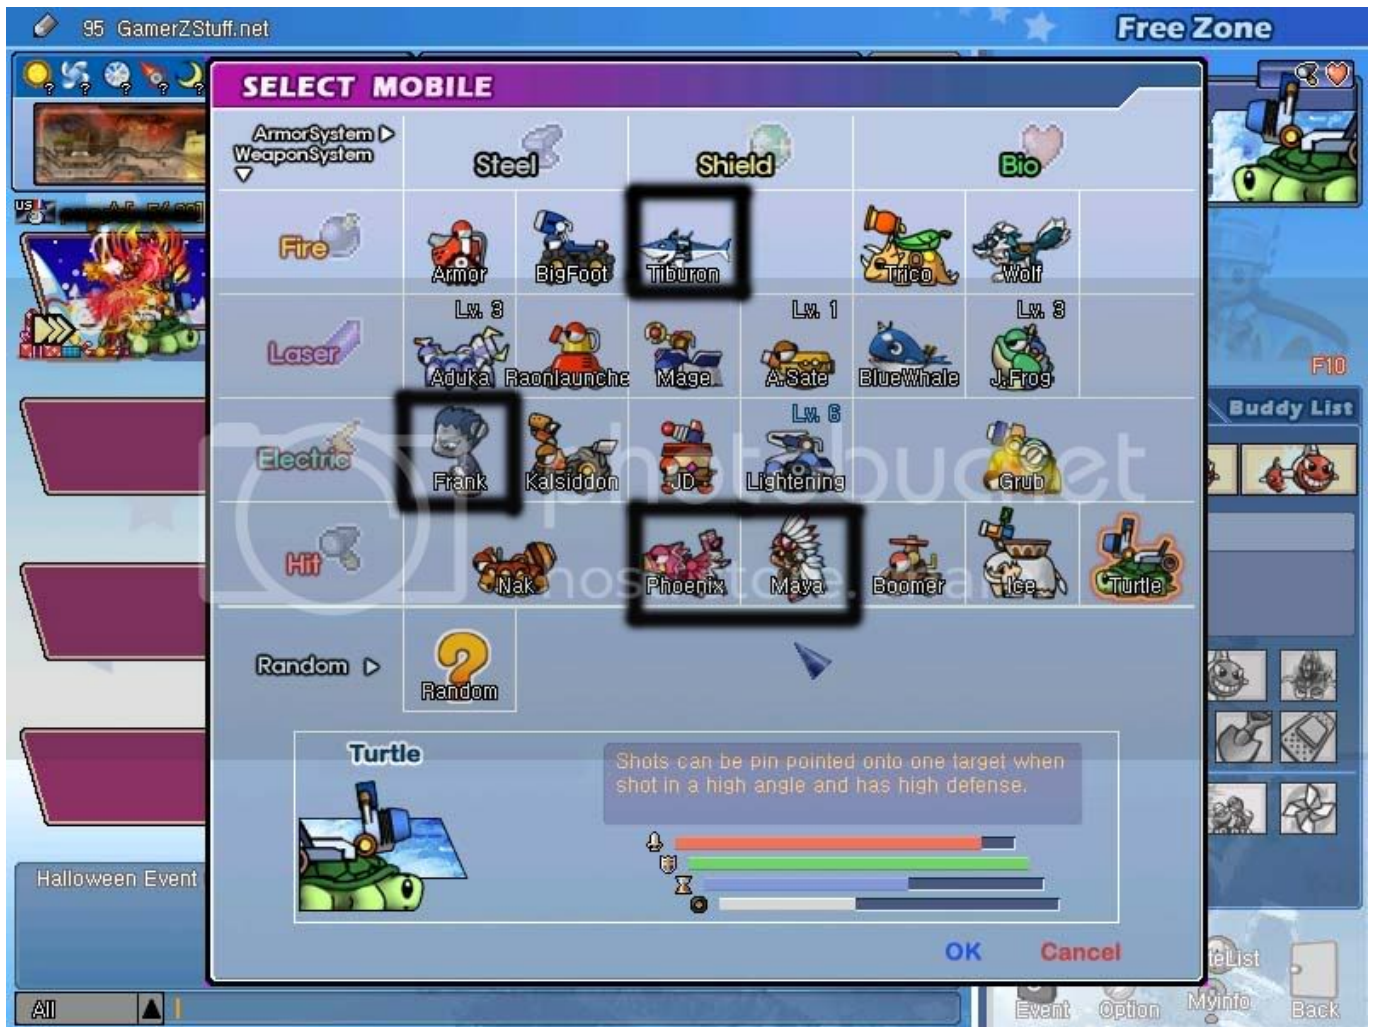 95 GamerZStuff.net
Free Zone
SELECT MOBILE
ArmorSystem
WeaponSystem
Steel Shield Bio
US
Fire
Armor BigFoot Tiburon Trico Wolf
Lv. 3 Lv. 1 Lv. 3
Laser
Aduka Raonlaunche Mage A.Sate BlueWhale J.Frog
F10
Buddy List
Lv. 6
Electric
Frank Kalsiddon JD Lightening Grub
photobucket
Hit
Nak Phoenix Maya Boomer Ice Turtle
Random Random
Turtle
Shots can be pin pointed onto one target when
shot in a high angle and has high defense.
Halloween Event
OK Cancel
All
Event Option MyInfo Back